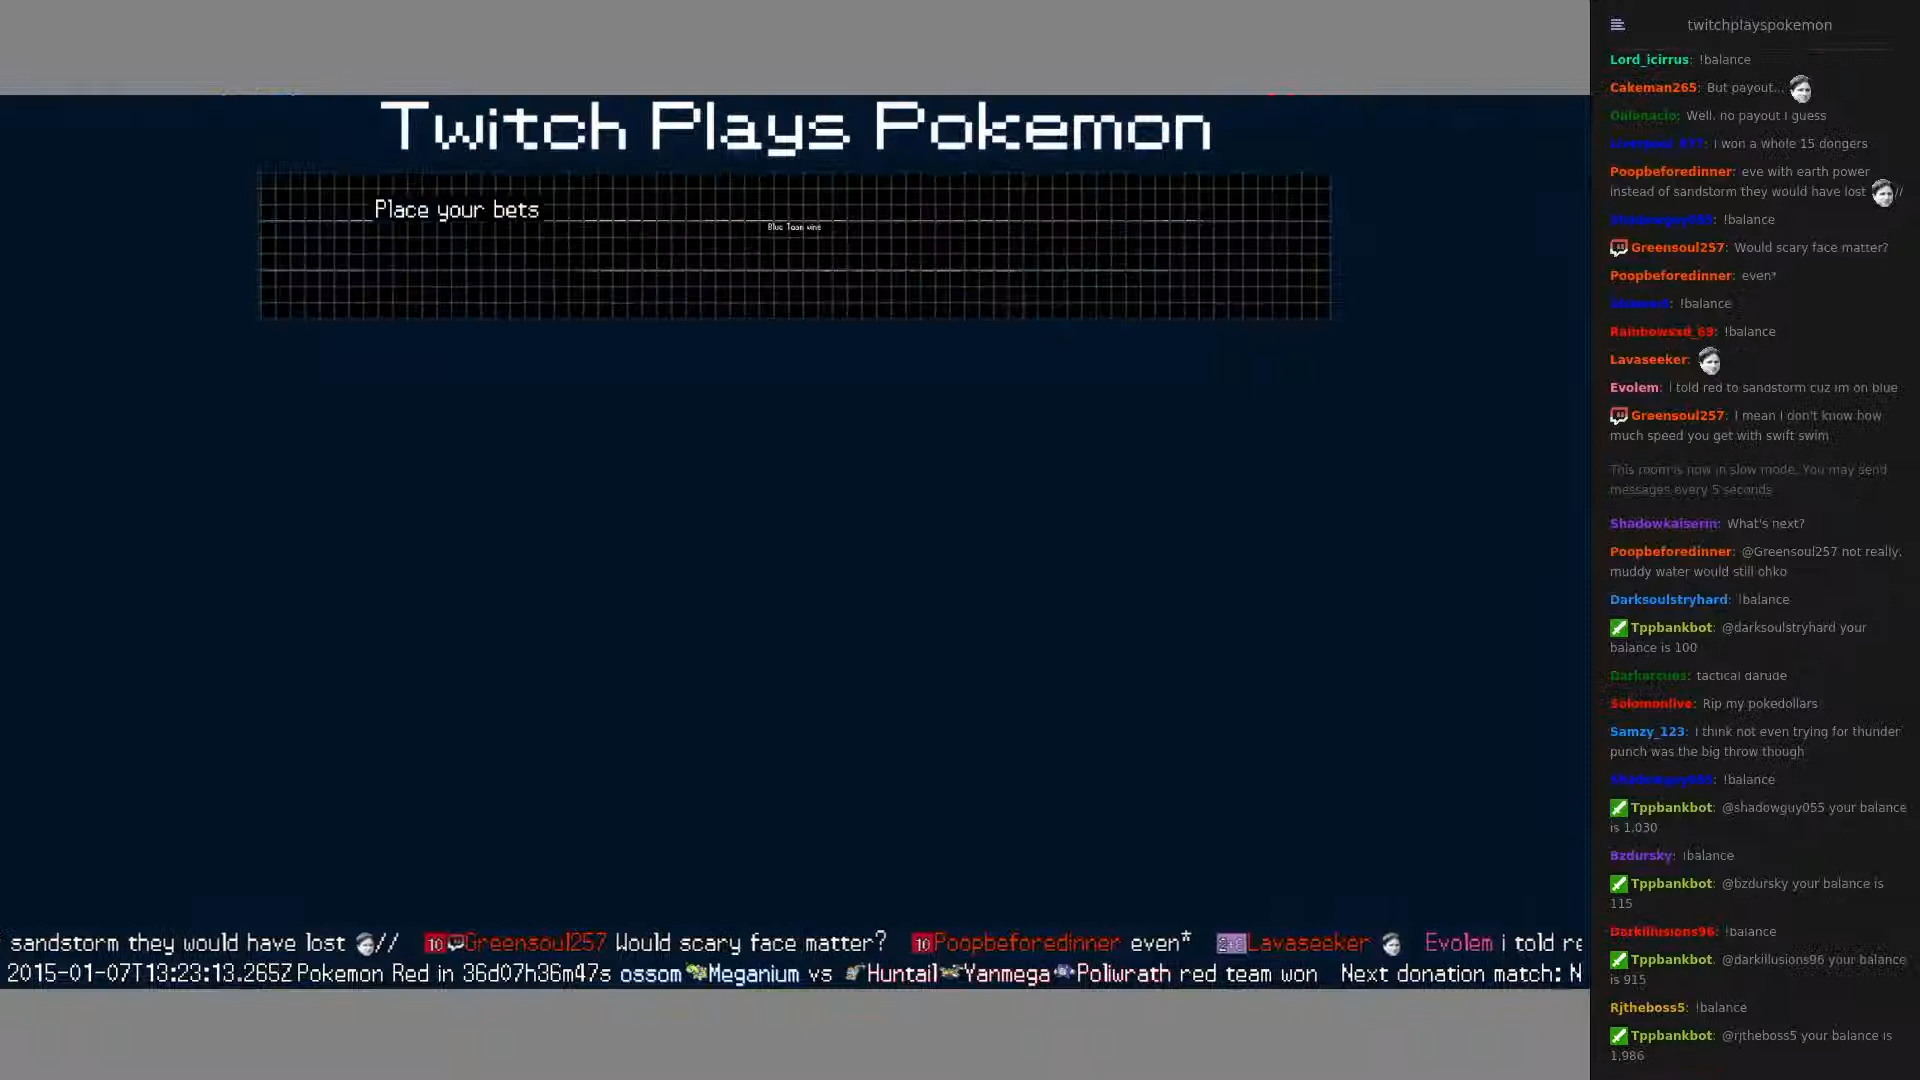 Twitch Plays Pokemon
Place your bets
Blue Team wins
sandstorm they would have lost // 10 Greensoul257 Would scary face matter? 10 Poopbeforedinner even* Lavaseeker Evolem i told re
2015-01-07T13:23:13.265Z Pokemon Red in 36d07h36m47s ossom Meganium vs Huntail Yanmega Poliwrath red team won Next donation match: N
twitchplayspokemon
Lord_icirrus: !balance
Cakeman265: But payout...
Well, no payout I guess
I won a whole 15 dongers
Poopbeforedinner: eve with earth power
instead of sandstorm they would have lost //
Shadowguy055: !balance
Greensoul257: Would scary face matter?
Poopbeforedinner: even*
: !balance
Rainbowsxd_69: !balance
Lavaseeker:
Evolem: i told red to sandstorm cuz im on blue
Greensoul257: I mean I don't know how
much speed you get with swift swim
This room is now in slow mode. You may send
messages every 5 seconds
Shadowkaiserin: What's next?
Poopbeforedinner: @Greensoul257 not really.
muddy water would still ohko
Darksoulstryhard: !balance
Tppbankbot: @darksoulstryhard your
balance is 100
Darkarcues: tactical darude
Solomonlive: Rip my pokedollars
Samzy_123: I think not even trying for thunder
punch was the big throw though
Shadowguy055: !balance
Tppbankbot: @shadowguy055 your balance
is 1,030
Bzdursky: !balance
Tppbankbot: @bzdursky your balance is
115
Darkillusions96: !balance
Tppbankbot: @darkillusions96 your balance
is 915
Rjtheboss5: !balance
Tppbankbot: @rjtheboss5 your balance is
1,986